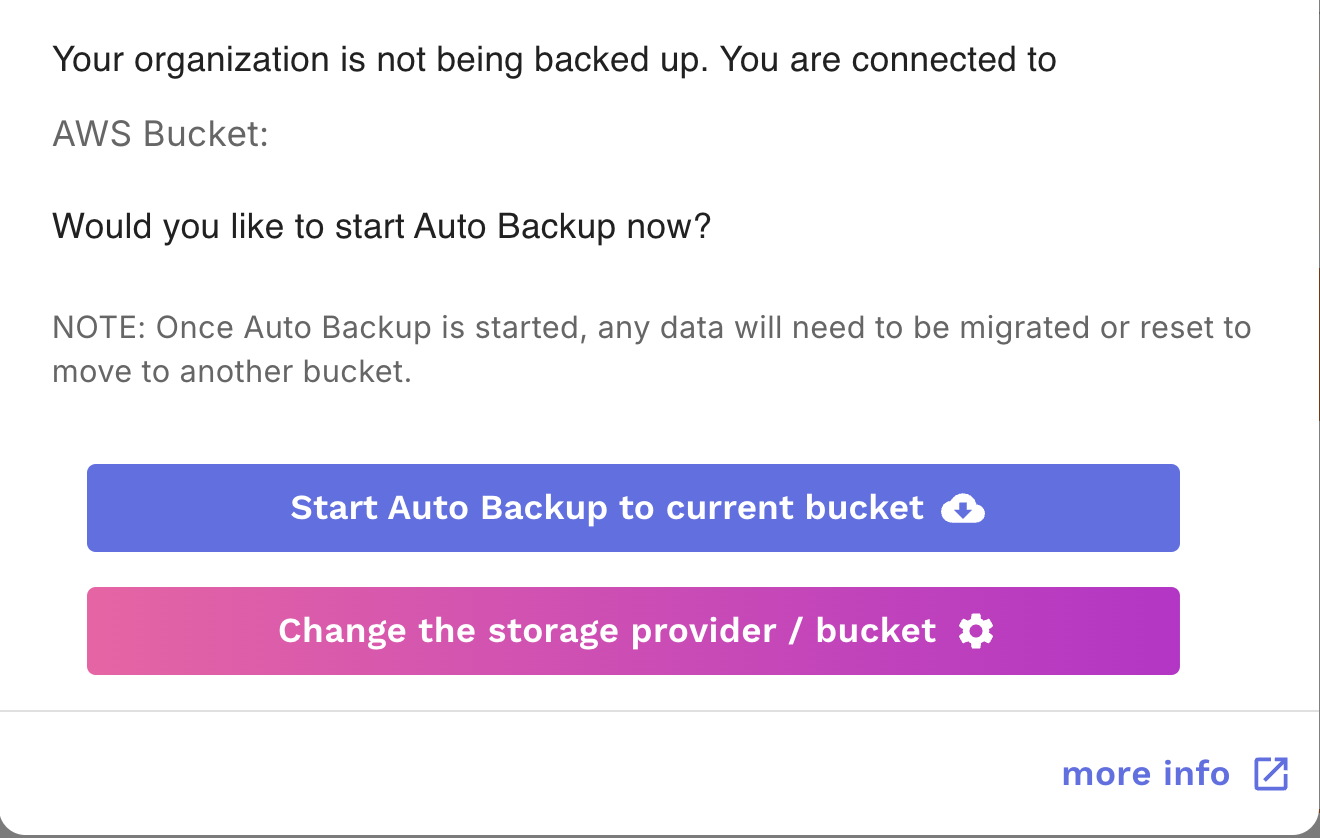 Your organization is not being backed up. You are connected to
AWS Bucket:
Would you like to start Auto Backup now?
NOTE: Once Auto Backup is started, any data will need to be migrated or reset to
move to another bucket.
Start Auto Backup to current bucket
Change the storage provider / bucket
more info